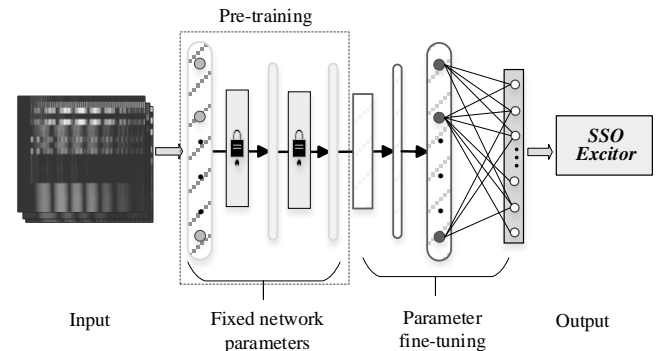 Pre-training
SSO
Excitor
Input
Fixed network
parameters
Parameter
fine-tuning
Output